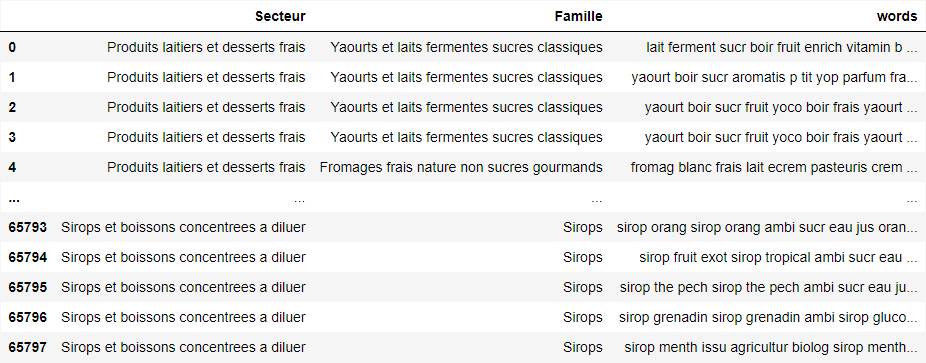 Secteur Famille words
0 Produits laitiers et desserts frais Yaourts et laits fermentes sucres classiques lait ferment sucr boir fruit enrich vitamin b ...
1 Produits laitiers et desserts frais Yaourts et laits fermentes sucres classiques yaourt boir sucr aromatis p tit yop parfum fra...
2 Produits laitiers et desserts frais Yaourts et laits fermentes sucres classiques yaourt boir sucr fruit yoco boir frais yaourt ...
3 Produits laitiers et desserts frais Yaourts et laits fermentes sucres classiques yaourt boir sucr fruit yoco boir frais yaourt ...
4 Produits laitiers et desserts frais Fromages frais nature non sucres gourmands fromag blanc frais lait ecrem pasteuris crem ...
... ... ... ...
65793 Sirops et boissons concentrees a diluer Sirops sirop orang sirop orang ambi sucr eau jus oran...
65794 Sirops et boissons concentrees a diluer Sirops sirop fruit exot sirop tropical ambi sucr eau ...
65795 Sirops et boissons concentrees a diluer Sirops sirop the pech sirop the pech ambi sucr eau ju...
65796 Sirops et boissons concentrees a diluer Sirops sirop grenadin sirop grenadin ambi sirop gluco...
65797 Sirops et boissons concentrees a diluer Sirops sirop menth issu agricultur biolog sirop menth...